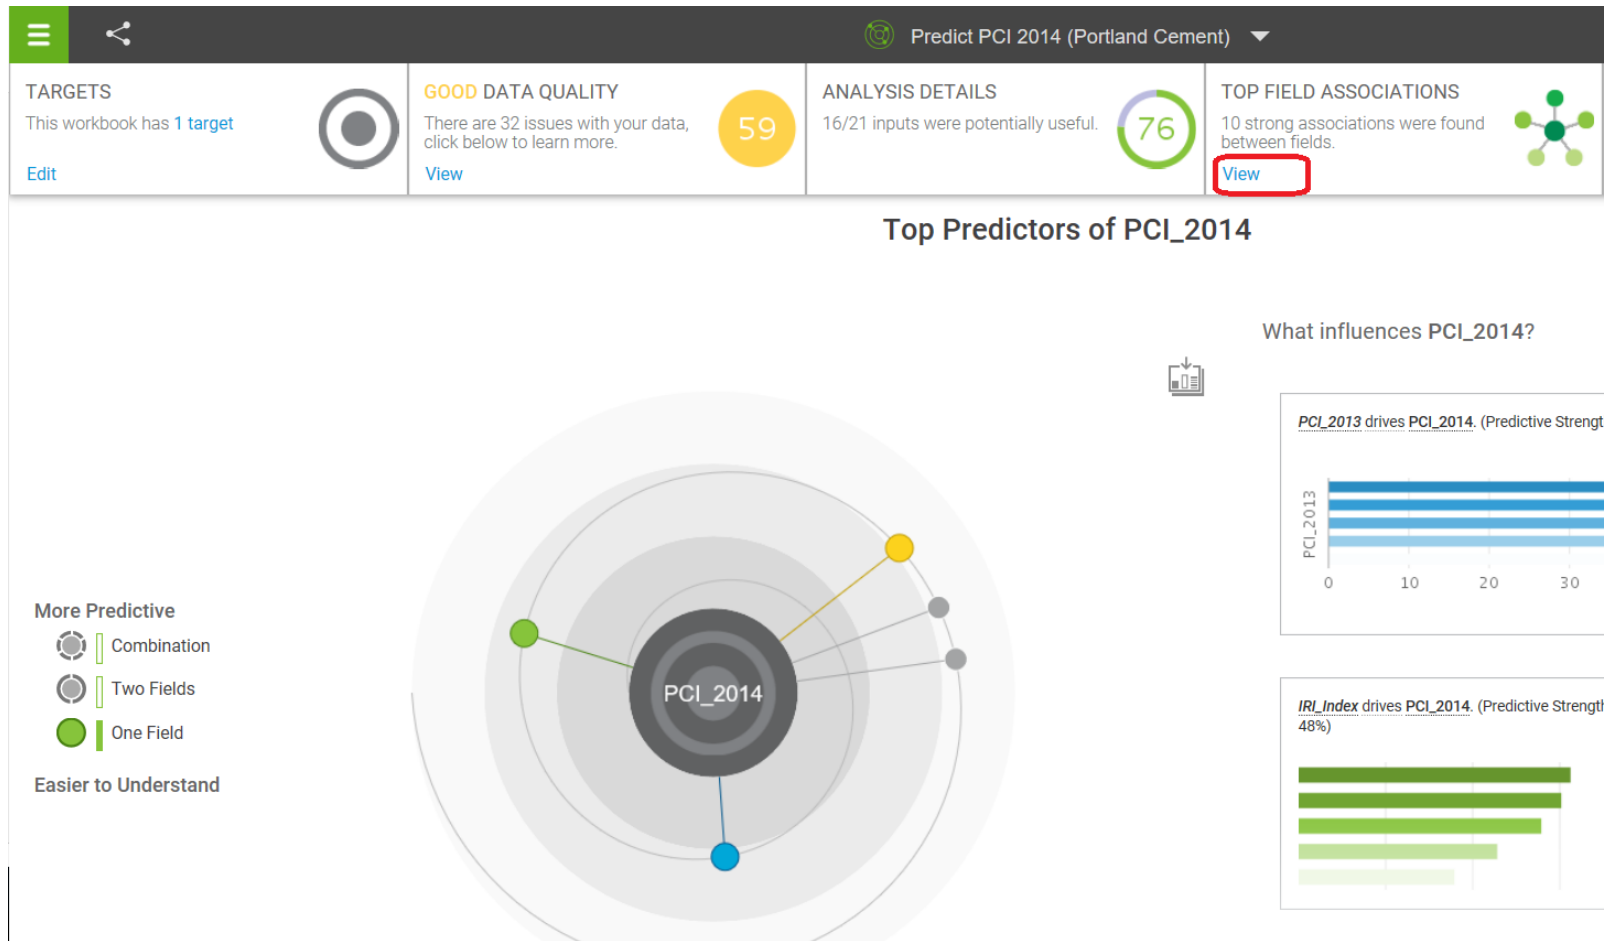 Predict PCI 2014 (Portland Cement)
TARGETS
This workbook has 1 target
Edit
GOOD DATA QUALITY
There are 32 issues with your data,
click below to learn more.
View
59
ANALYSIS DETAILS
16/21 inputs were potentially useful.
76
TOP FIELD ASSOCIATIONS
10 strong associations were found
between fields.
View
Top Predictors of PCI_2014
What influences PCI_2014?
PCI_2013 drives PCI_2014. (Predictive Strengt
PCI_2013
0 10 20 30
More Predictive
Combination
Two Fields
One Field
Easier to Understand
PCI_2014
IRI_Index drives PCI_2014. (Predictive Strength
48%)